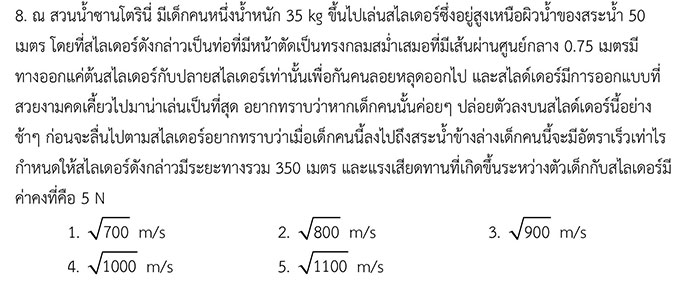 8. ณ สวนน้ำซานโตรินี่ มีเด็กคนหนึ่งน้ำหนัก 35 kg ขึ้นไปเล่นสไลเดอร์ซึ่งอยู่สูงเหนือผิวน้ำของสระน้ำ 50
เมตร โดยที่สไลเดอร์ดังกล่าวเป็นท่อที่มีหน้าตัดเป็นทรงกลมสม่ำเสมอที่มีเส้นผ่านศูนย์กลาง 0.75 เมตรมี
ทางออกแค่ต้นสไลเดอร์กับปลายสไลเดอร์เท่านั้นเพื่อกันคนลอยหลุดออกไป และสไลด์เดอร์มีการออกแบบที่
สวยงามคดเคี้ยวไปมาน่าเล่นเป็นที่สุด อยากทราบว่าหากเด็กคนนั้นค่อยๆ ปล่อยตัวลงบนสไลด์เดอร์นี้อย่าง
ช้าๆ ก่อนจะลื่นไปตามสไลเดอร์อยากทราบว่าเมื่อเด็กคนนี้ลงไปถึงสระน้ำข้างล่างเด็กคนนี้จะมีอัตราเร็วเท่าไร
กำหนดให้สไลเดอร์ดังกล่าวมีระยะทางรวม 350 เมตร และแรงเสียดทานที่เกิดขึ้นระหว่างตัวเด็กกับสไลเดอร์มี
ค่าคงที่คือ 5 N
1. √700 m/s 2. √800 m/s 3. √900 m/s
4. √1000 m/s 5. √1100 m/s